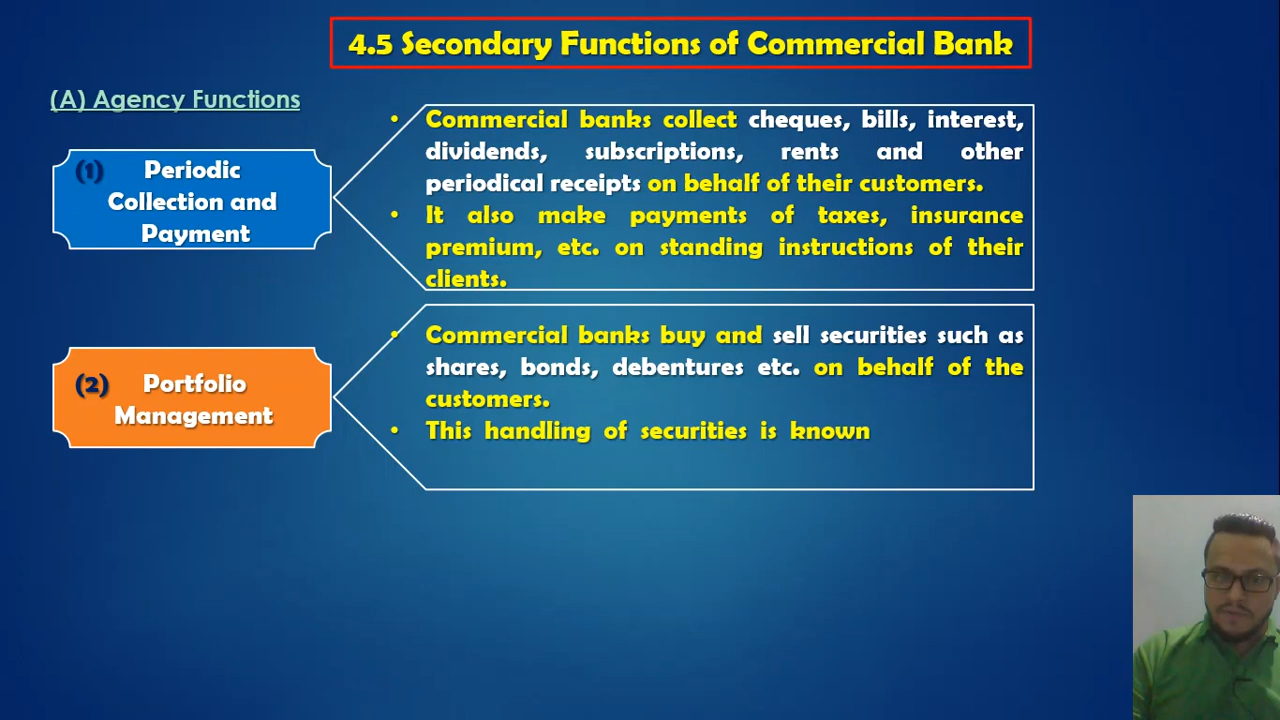 4.5 Secondary Functions of Commercial Bank
(A) Agency Functions
(1) Periodic
Collection and
Payment
• Commercial banks collect cheques, bills, interest,
dividends, subscriptions, rents and other
periodical receipts on behalf of their customers.
• It also make payments of taxes, insurance
premium, etc. on standing instructions of their
clients.
(2) Portfolio
Management
• Commercial banks buy and sell securities such as
shares, bonds, debentures etc. on behalf of the
customers.
• This handling of securities is known